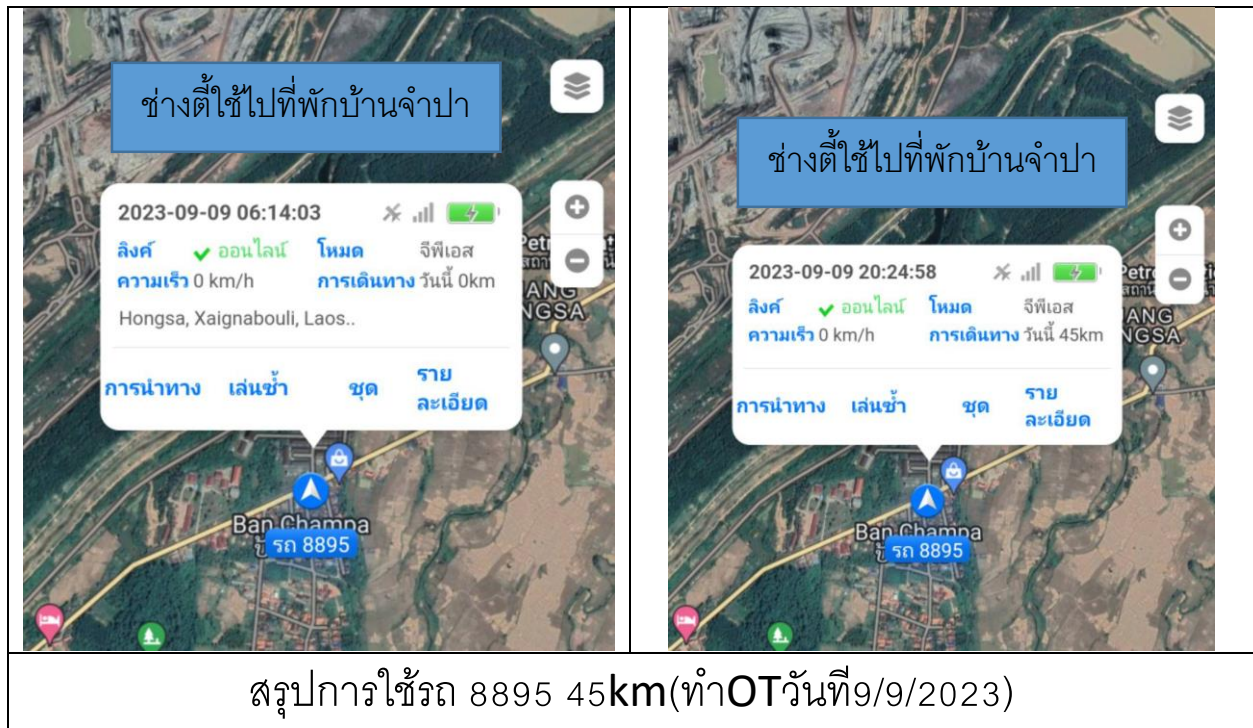 ช่างตี้ใช้ไปที่พักบ้านจำปา
2023-09-09 06:14:03
ลิงค์ ออนไลน์ โหมด จีพีเอส
ความเร็ว 0 km/h การเดินทาง วันนี้ 0km
Hongsa, Xaignabouli, Laos..
การนำทาง เล่นซ้ำ ชุด ราย
ละเอียด
NGSA
Ban Champa
รถ 8895
ช่างตี้ใช้ไปที่พักบ้านจำปา
2023-09-09 20:24:58
ลิงค์ ออนไลน์ โหมด จีพีเอส
ความเร็ว 0 km/h การเดินทาง วันนี้ 45km
การนำทาง เล่นซ้ำ ชุด ราย
ละเอียด
ANG
NGSA
Ban Champa
รถ 8895
สรุปการใช้รถ 8895 45km(ทำOTวันที่9/9/2023)